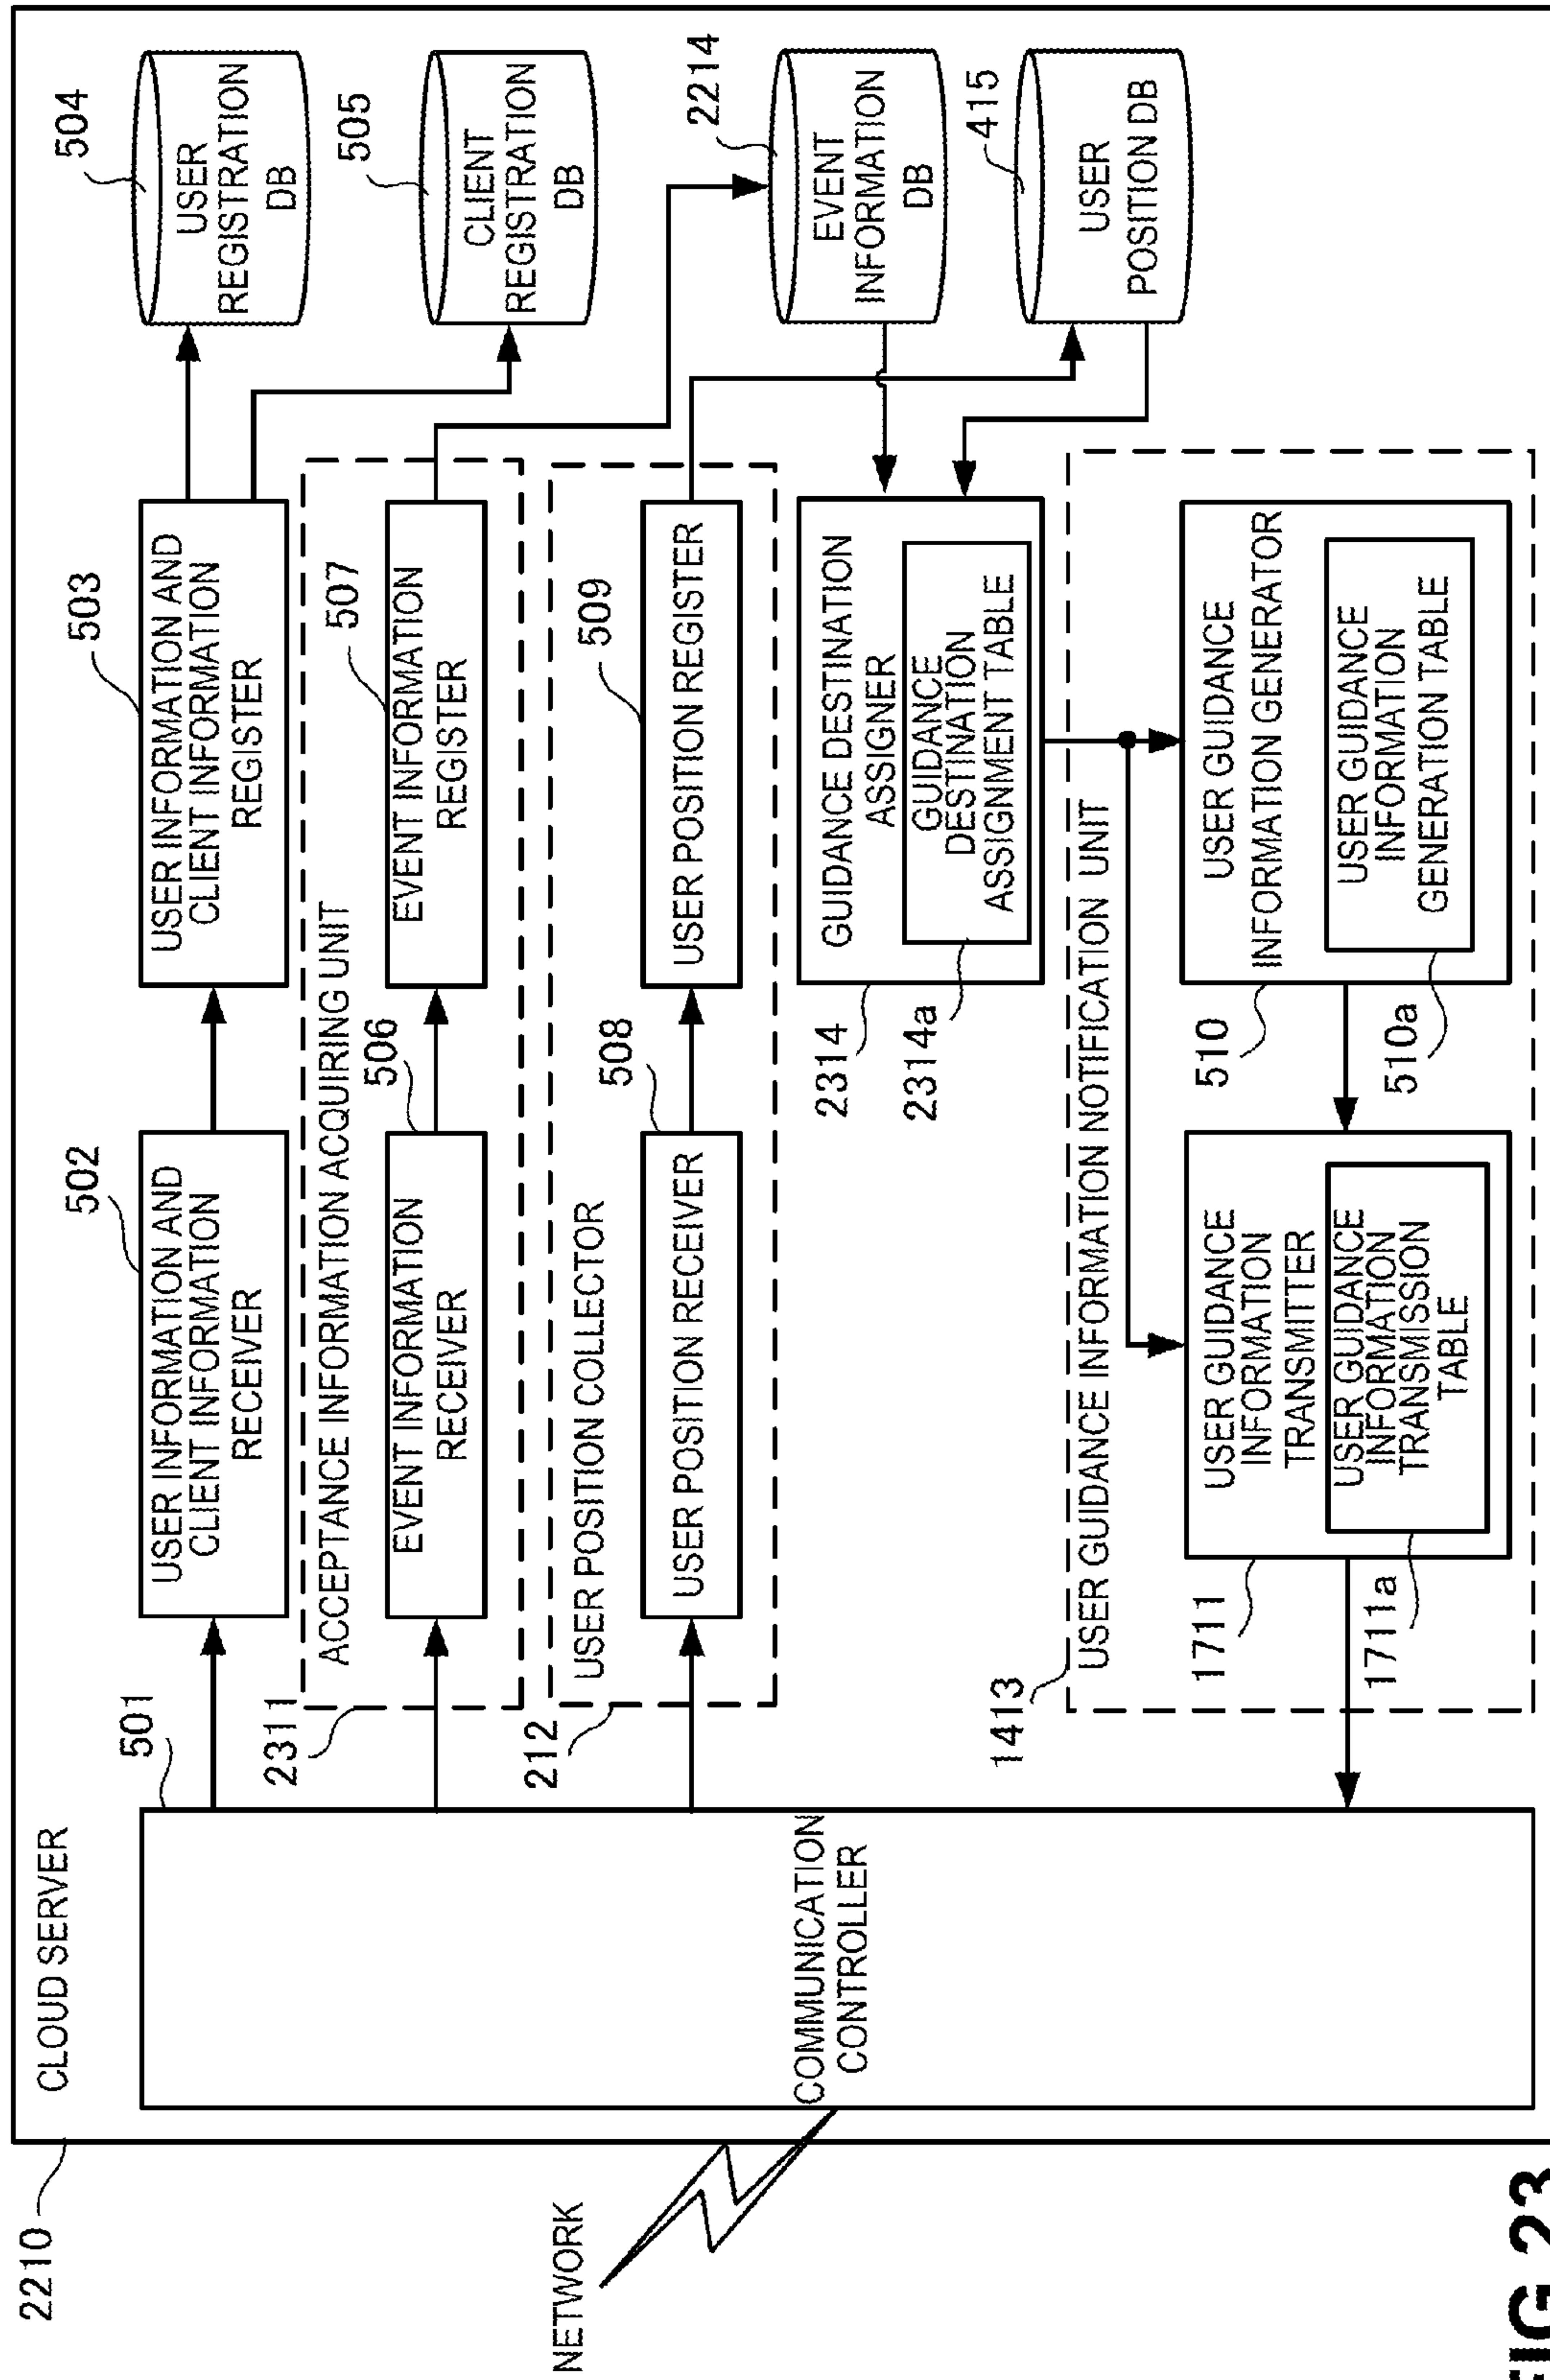 2210
CLOUD SERVER
NETWORK
COMMUNICATION
CONTROLLER
501
502
USER INFORMATION AND
CLIENT INFORMATION
RECEIVER
503
USER INFORMATION AND
CLIENT INFORMATION
REGISTER
504
USER
REGISTRATION
DB
505
CLIENT
REGISTRATION
DB
2311
ACCEPTANCE INFORMATION ACQUIRING UNIT
506
EVENT INFORMATION
RECEIVER
507
EVENT INFORMATION
REGISTER
2214
EVENT
INFORMATION
DB
212
USER POSITION COLLECTOR
508
USER POSITION RECEIVER
509
USER POSITION REGISTER
415
USER
POSITION DB
2314
GUIDANCE DESTINATION
ASSIGNER
2314a
GUIDANCE
DESTINATION
ASSIGNMENT TABLE
1413
USER GUIDANCE INFORMATION NOTIFICATION UNIT
1711
USER GUIDANCE
INFORMATION
TRANSMITTER
1711a
USER GUIDANCE
INFORMATION
TRANSMISSION
TABLE
510
USER GUIDANCE
INFORMATION GENERATOR
510a
USER GUIDANCE
INFORMATION
GENERATION TABLE
FIG.23